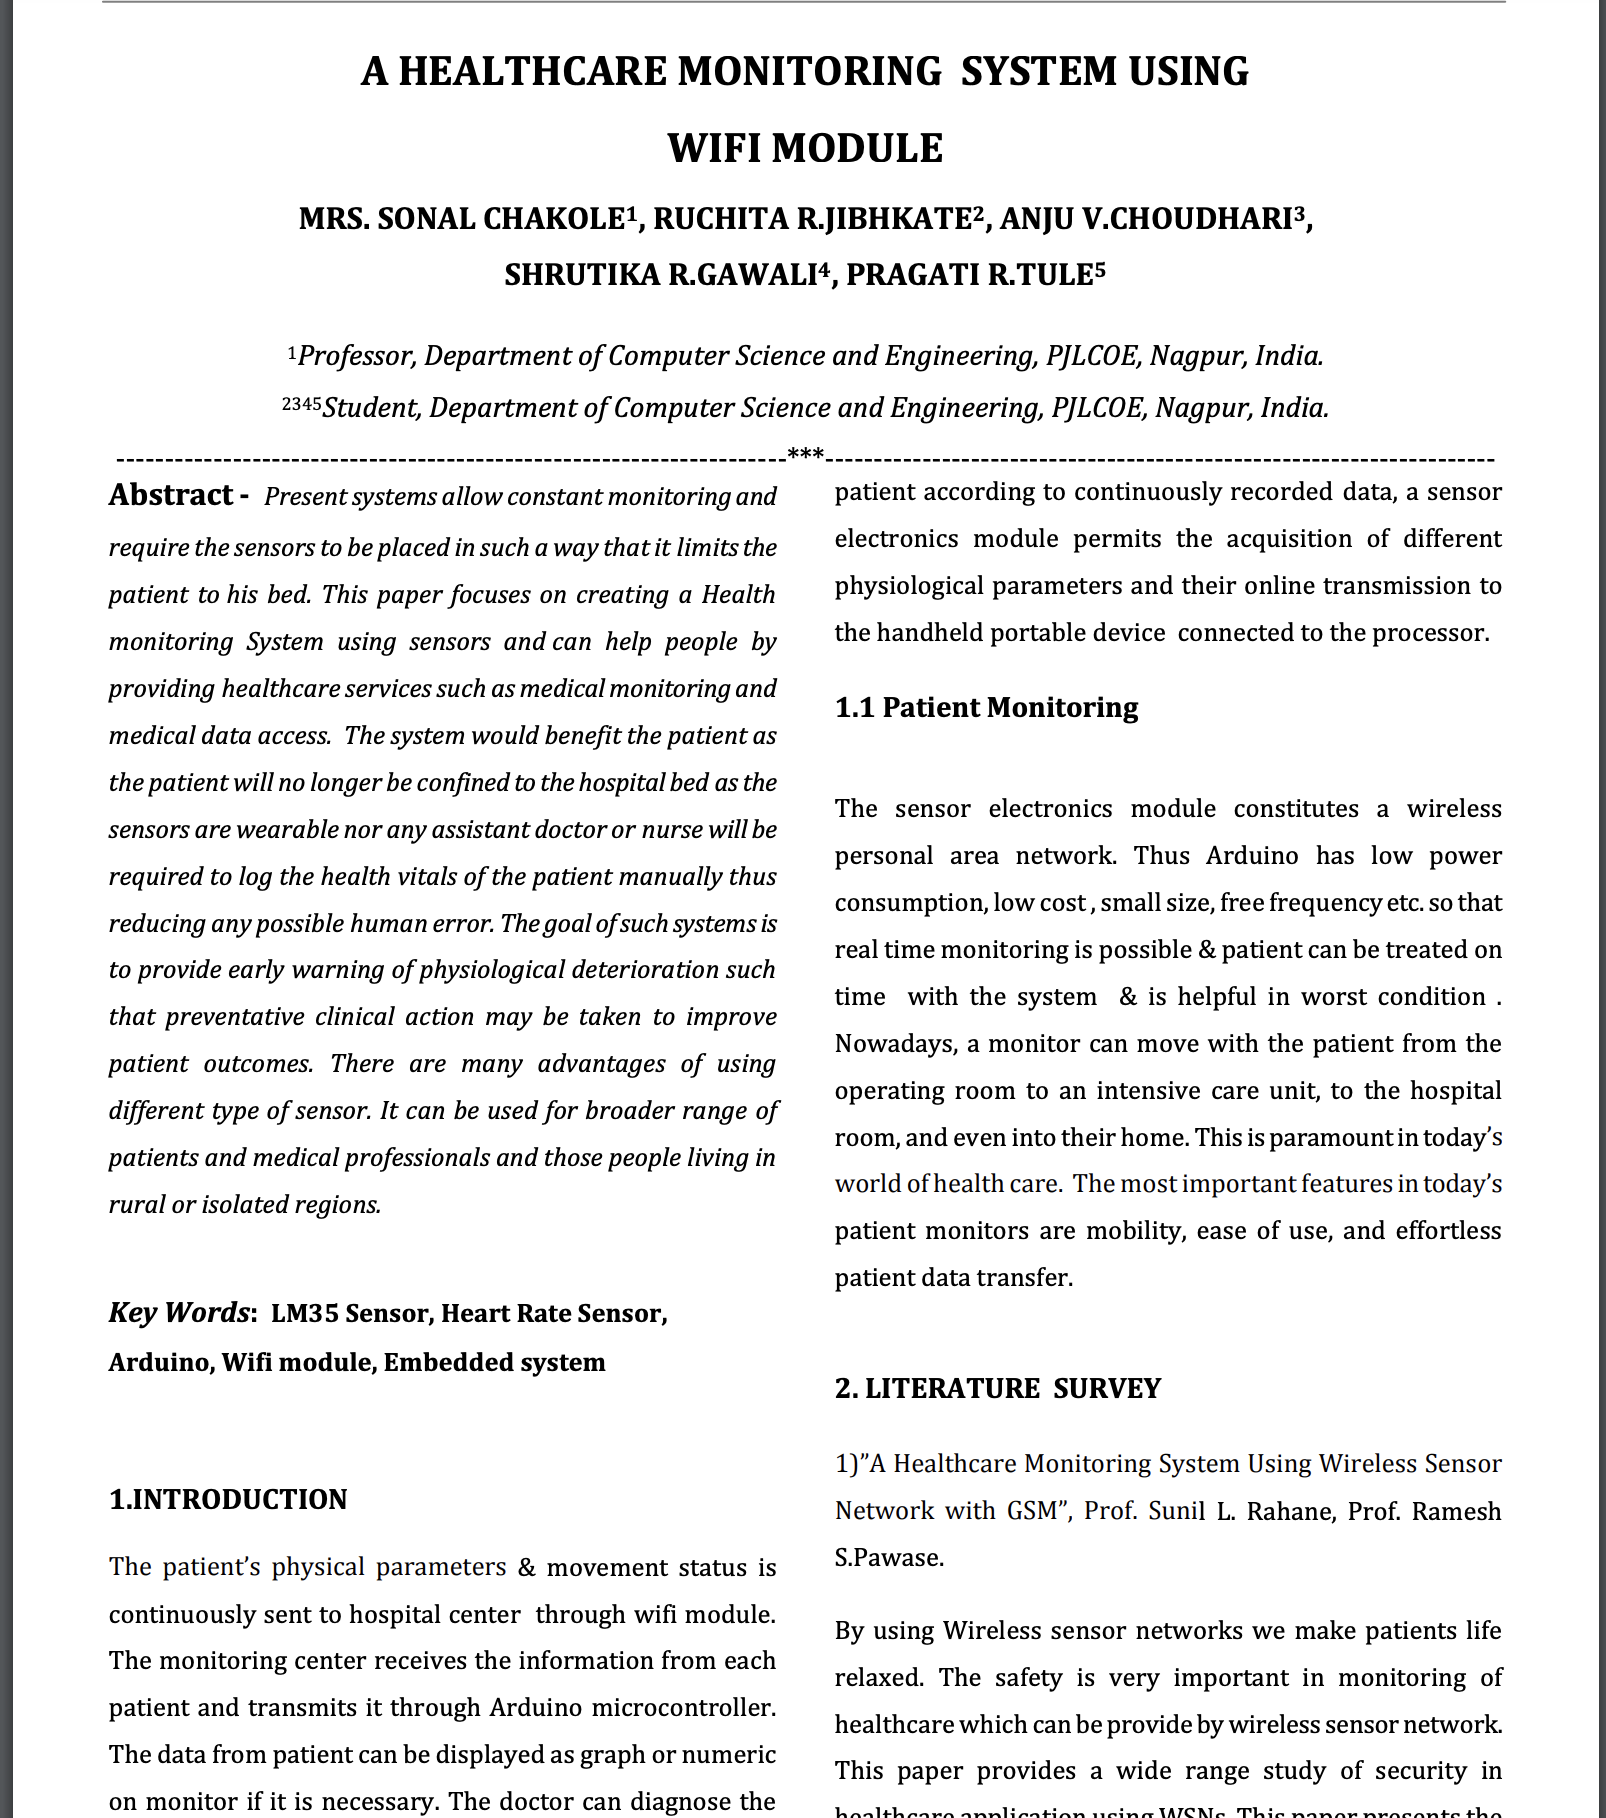 A HEALTHCARE MONITORING SYSTEM USING
WIFI MODULE
MRS. SONAL CHAKOLE¹, RUCHITA R.JIBHKATE², ANJU V.CHOUDHARI³,
SHRUTIKA R.GAWALI⁴, PRAGATI R.TULE⁵
¹Professor, Department of Computer Science and Engineering, PJLCOE, Nagpur, India.
²³⁴⁵Student, Department of Computer Science and Engineering, PJLCOE, Nagpur, India.
---------------------------------------------------------------------***---------------------------------------------------------------------
Abstract - Present systems allow constant monitoring and
require the sensors to be placed in such a way that it limits the
patient to his bed. This paper focuses on creating a Health
monitoring System using sensors and can help people by
providing healthcare services such as medical monitoring and
medical data access. The system would benefit the patient as
the patient will no longer be confined to the hospital bed as the
sensors are wearable nor any assistant doctor or nurse will be
required to log the health vitals of the patient manually thus
reducing any possible human error. The goal of such systems is
to provide early warning of physiological deterioration such
that preventative clinical action may be taken to improve
patient outcomes. There are many advantages of using
different type of sensor. It can be used for broader range of
patients and medical professionals and those people living in
rural or isolated regions.
Key Words: LM35 Sensor, Heart Rate Sensor,
Arduino, Wifi module, Embedded system
1.INTRODUCTION
The patient’s physical parameters & movement status is
continuously sent to hospital center through wifi module.
The monitoring center receives the information from each
patient and transmits it through Arduino microcontroller.
The data from patient can be displayed as graph or numeric
on monitor if it is necessary. The doctor can diagnose the
patient according to continuously recorded data, a sensor
electronics module permits the acquisition of different
physiological parameters and their online transmission to
the handheld portable device connected to the processor.
1.1 Patient Monitoring
The sensor electronics module constitutes a wireless
personal area network. Thus Arduino has low power
consumption, low cost , small size, free frequency etc. so that
real time monitoring is possible & patient can be treated on
time with the system & is helpful in worst condition .
Nowadays, a monitor can move with the patient from the
operating room to an intensive care unit, to the hospital
room, and even into their home. This is paramount in today’s
world of health care. The most important features in today’s
patient monitors are mobility, ease of use, and effortless
patient data transfer.
2. LITERATURE SURVEY
1)”A Healthcare Monitoring System Using Wireless Sensor
Network with GSM”, Prof. Sunil L. Rahane, Prof. Ramesh
S.Pawase.
By using Wireless sensor networks we make patients life
relaxed. The safety is very important in monitoring of
healthcare which can be provide by wireless sensor network.
This paper provides a wide range study of security in
healthcare application using WSNs. This paper presents the